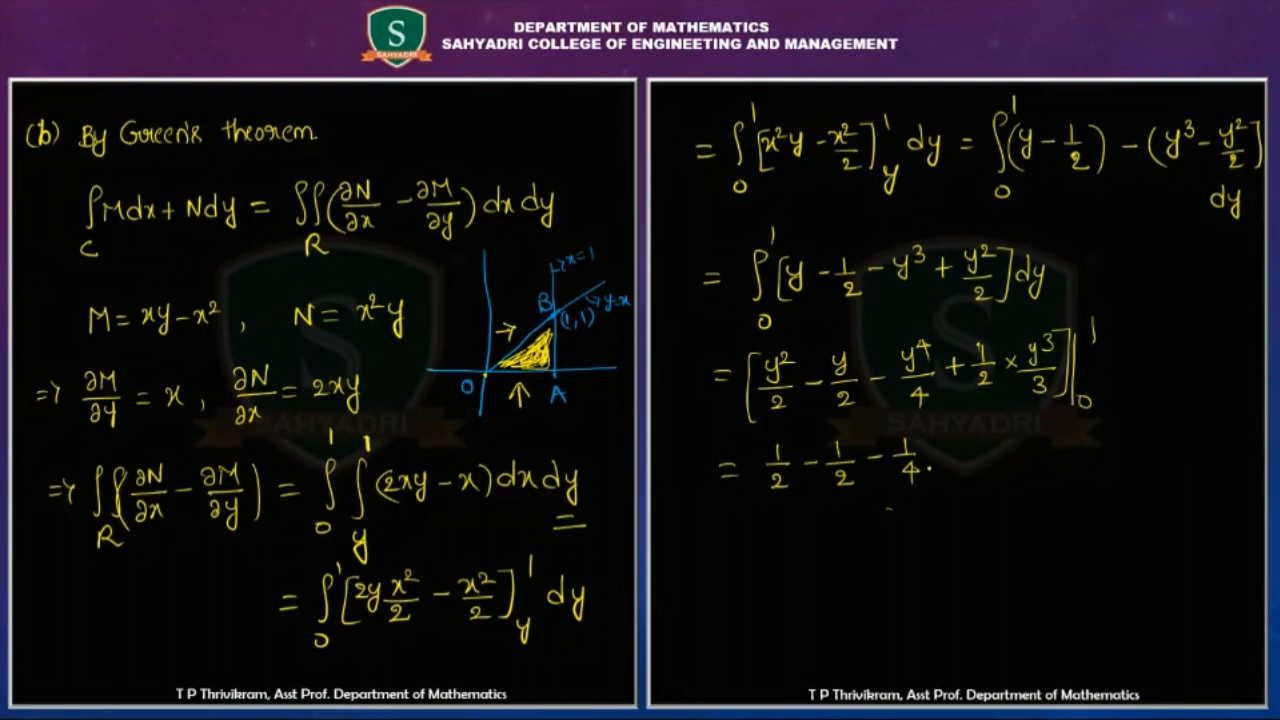 DEPARTMENT OF MATHEMATICS
SAHYADRI COLLEGE OF ENGINEETING AND MANAGEMENT
S
SAHYADRI
(b) By Green's theorem.
∫_C Mdx + Ndy = ∬_R (∂N/∂x − ∂M/∂y) dx dy
M = xy − x² , N = x²y
⇒ ∂M/∂y = x , ∂N/∂x = 2xy
⇒ ∬_R (∂N/∂x − ∂M/∂y) = ∫_0^1 ∫_y^1 (2xy − x) dx dy
= ∫_0^1 [2y x²/2 − x²/2]_y^1 dy
→ x=1
B
→ y=x
(1,1)
O
A
T P Thrivikram, Asst Prof. Department of Mathematics
= ∫_0^1 [x²y − x²/2]_y^1 dy = ∫_0^1 (y − 1/2) − (y³ − y²/2] dy
= ∫_0^1 [y − 1/2 − y³ + y²/2] dy
= [y²/2 − y/2 − y⁴/4 + 1/2 × y³/3]|_0^1
= 1/2 − 1/2 − 1/4
T P Thrivikram, Asst Prof. Department of Mathematics
SAHYADRI
SAHYADRI